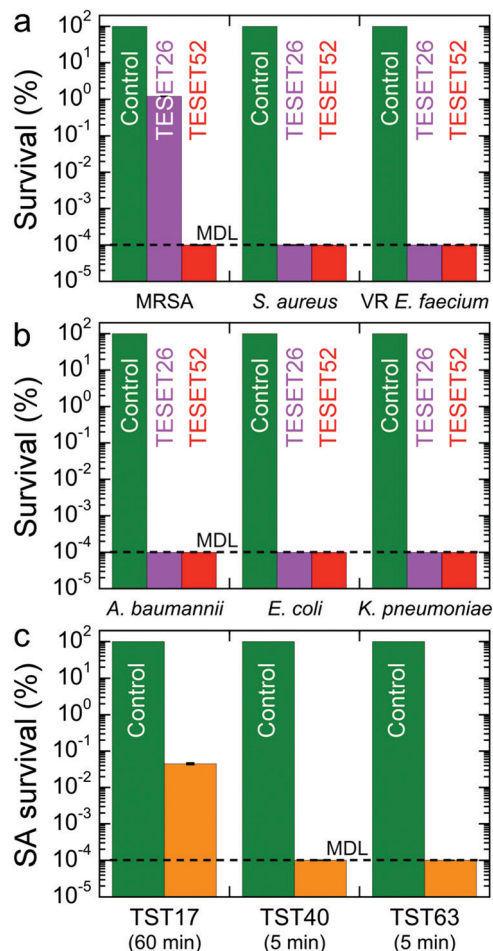 a
Survival (%)
10²
10¹
10⁰
10⁻¹
10⁻²
10⁻³
10⁻⁴
10⁻⁵
Control
TESET26
TESET52
Control
TESET26
TESET52
Control
TESET26
TESET52
MDL
MRSA S. aureus VR E. faecium
b
Survival (%)
10²
10¹
10⁰
10⁻¹
10⁻²
10⁻³
10⁻⁴
10⁻⁵
Control
TESET26
TESET52
Control
TESET26
TESET52
Control
TESET26
TESET52
MDL
A. baumannii E. coli K. pneumoniae
c
SA survival (%)
10²
10¹
10⁰
10⁻¹
10⁻²
10⁻³
10⁻⁴
10⁻⁵
Control
Control
Control
MDL
TST17 TST40 TST63
(60 min) (5 min) (5 min)